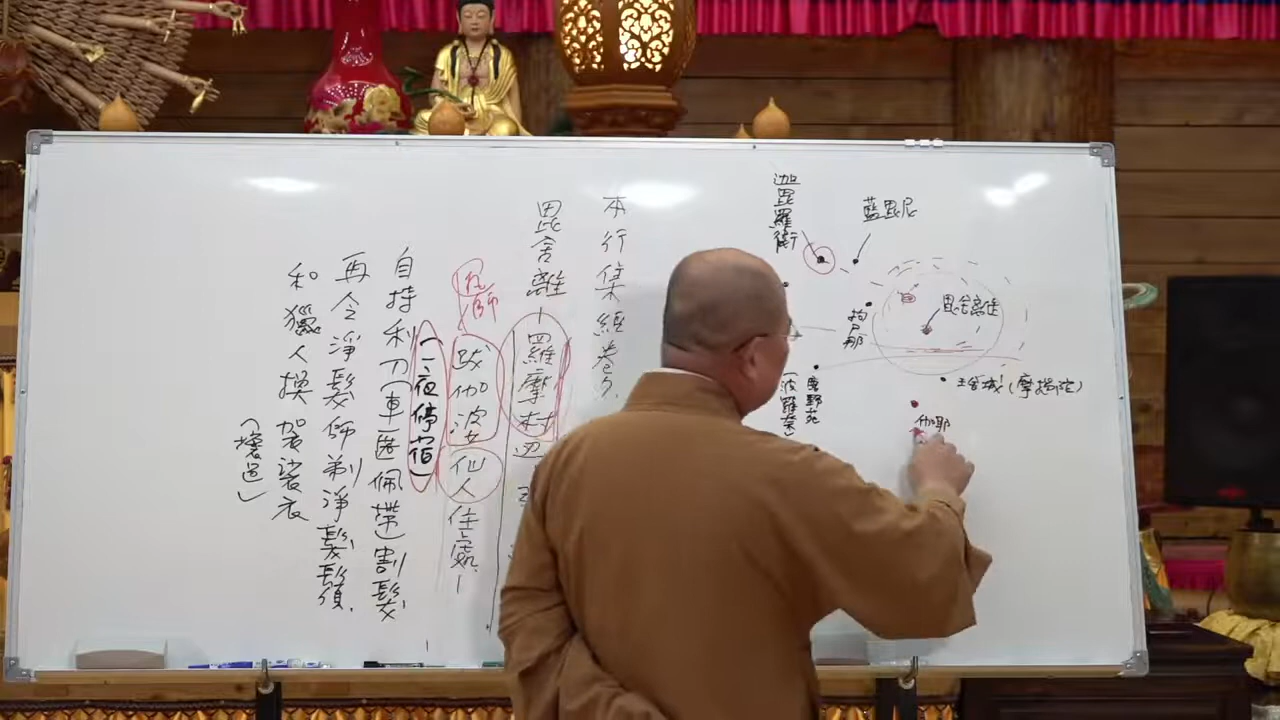 本行集經卷
毘舍離－羅摩村
跋伽波仙人住處－
(一夜停宿)
自持利刀(車匿佩帶)割髮
再令淨髮師剃淨髮鬚
和獵人換袈裟衣
(壞色)
迦毘羅衛
藍毘尼
拘尸那
毘舍離
王舍城(摩揭陀)
鹿野苑
(波羅奈)
伽耶